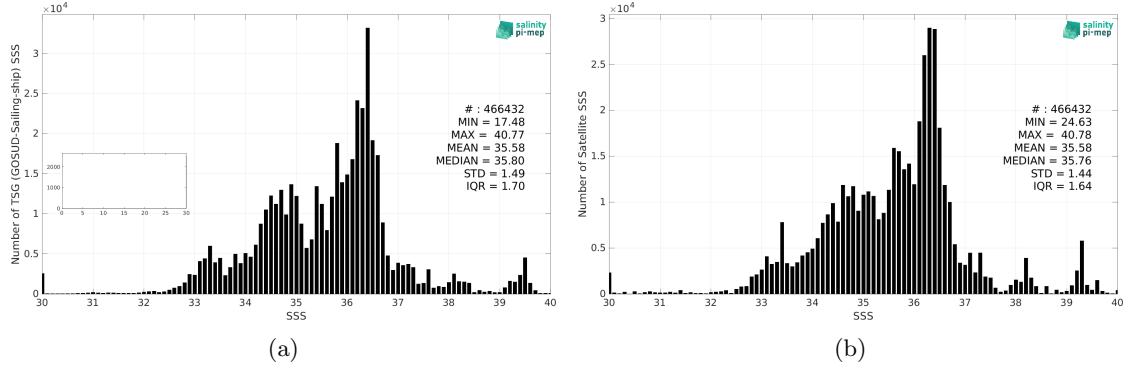 ×10⁴
salinity
pi-mep
Number of TSG (GOSUD-Sailing-ship) SSS
3
2.5
2
1.5
1
0.5
0
# : 466432
MIN = 17.48
MAX = 40.77
MEAN = 35.58
MEDIAN = 35.80
STD = 1.49
IQR = 1.70
2000
1000
0
0 5 10 15 20 25 30
30 31 32 33 34 35 36 37 38 39 40
SSS
(a)
×10⁴
salinity
pi-mep
Number of Satellite SSS
3
2.5
2
1.5
1
0.5
0
# : 466432
MIN = 24.63
MAX = 40.78
MEAN = 35.58
MEDIAN = 35.76
STD = 1.44
IQR = 1.64
30 31 32 33 34 35 36 37 38 39 40
SSS
(b)